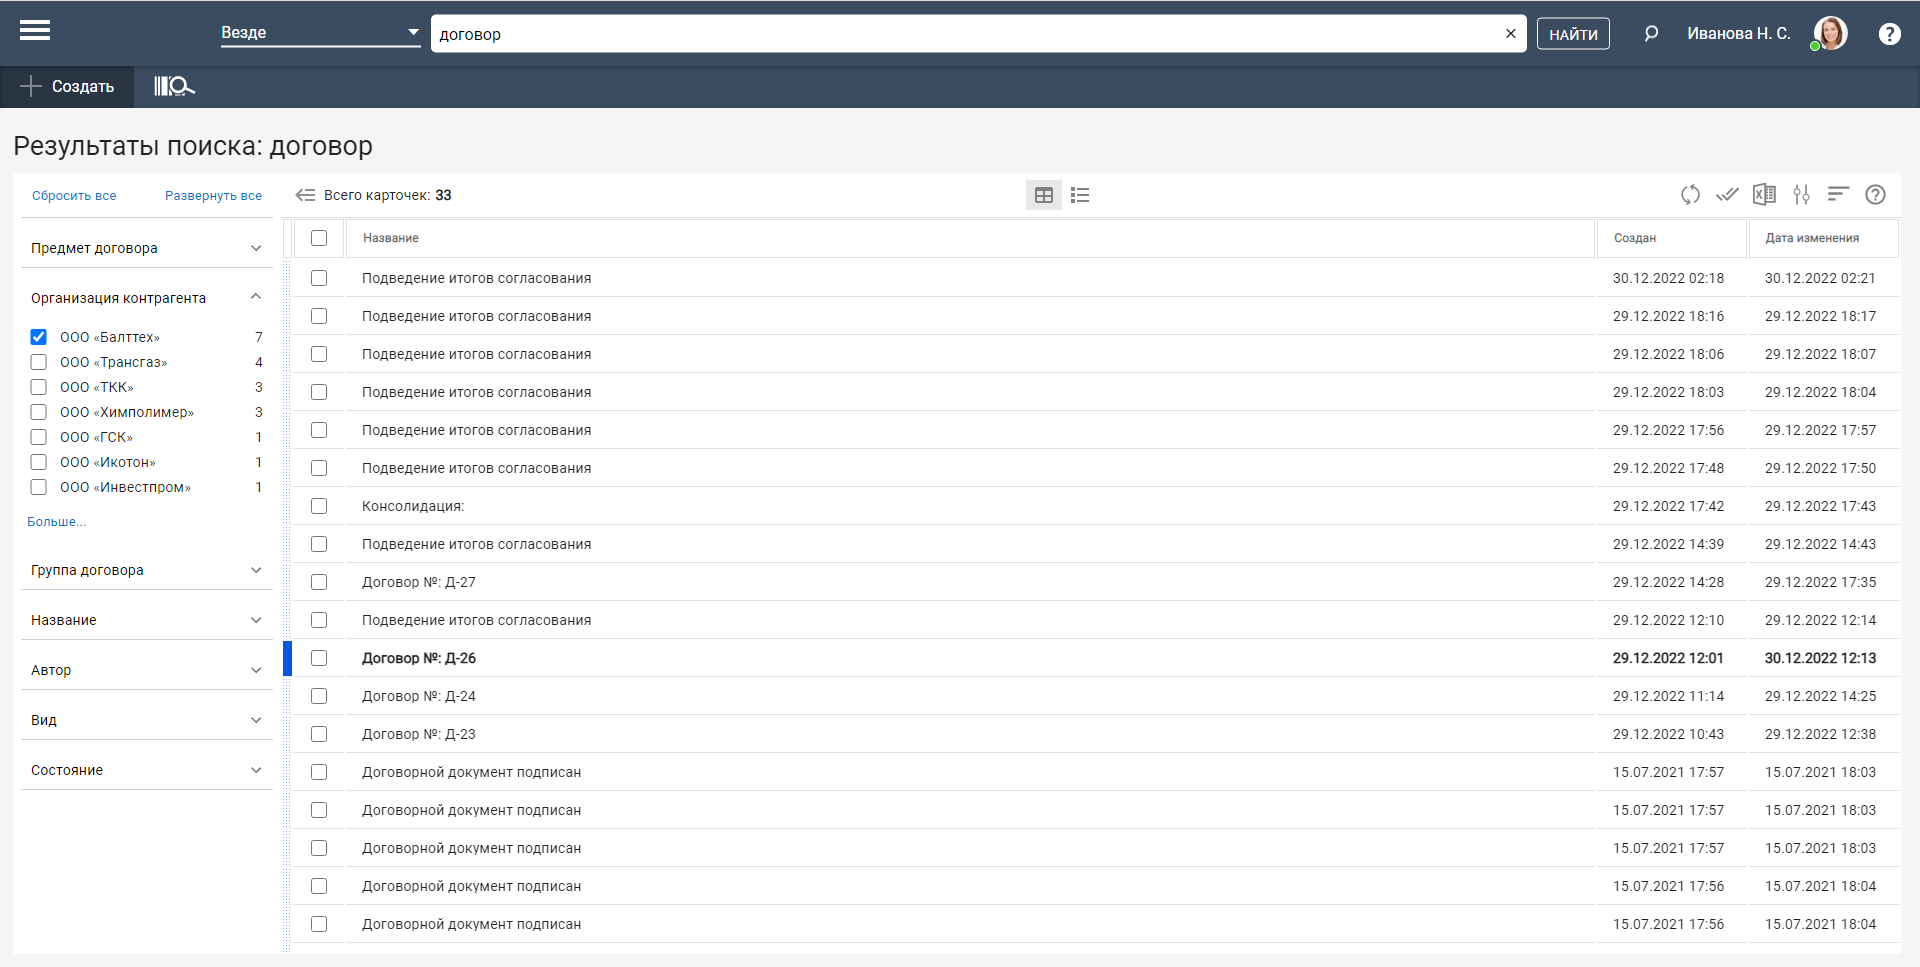 Везде
договор
НАЙТИ
Иванова Н. С.
Создать
Результаты поиска: договор
Сбросить все Развернуть все
Предмет договора
Организация контрагента
ООО «Балттех» 7
ООО «Трансгаз» 4
ООО «ТКК» 3
ООО «Химполимер» 3
ООО «ГСК» 1
ООО «Икотон» 1
ООО «Инвестпром» 1
Больше...
Группа договора
Название
Автор
Вид
Состояние
Всего карточек: 33
Название Создан Дата изменения
Подведение итогов согласования 30.12.2022 02:18 30.12.2022 02:21
Подведение итогов согласования 29.12.2022 18:16 29.12.2022 18:17
Подведение итогов согласования 29.12.2022 18:06 29.12.2022 18:07
Подведение итогов согласования 29.12.2022 18:03 29.12.2022 18:04
Подведение итогов согласования 29.12.2022 17:56 29.12.2022 17:57
Подведение итогов согласования 29.12.2022 17:48 29.12.2022 17:50
Консолидация: 29.12.2022 17:42 29.12.2022 17:43
Подведение итогов согласования 29.12.2022 14:39 29.12.2022 14:43
Договор №: Д-27 29.12.2022 14:28 29.12.2022 17:35
Подведение итогов согласования 29.12.2022 12:10 29.12.2022 12:14
Договор №: Д-26 29.12.2022 12:01 30.12.2022 12:13
Договор №: Д-24 29.12.2022 11:14 29.12.2022 14:25
Договор №: Д-23 29.12.2022 10:43 29.12.2022 12:38
Договорной документ подписан 15.07.2021 17:57 15.07.2021 18:03
Договорной документ подписан 15.07.2021 17:57 15.07.2021 18:03
Договорной документ подписан 15.07.2021 17:57 15.07.2021 18:03
Договорной документ подписан 15.07.2021 17:56 15.07.2021 18:04
Договорной документ подписан 15.07.2021 17:56 15.07.2021 18:04